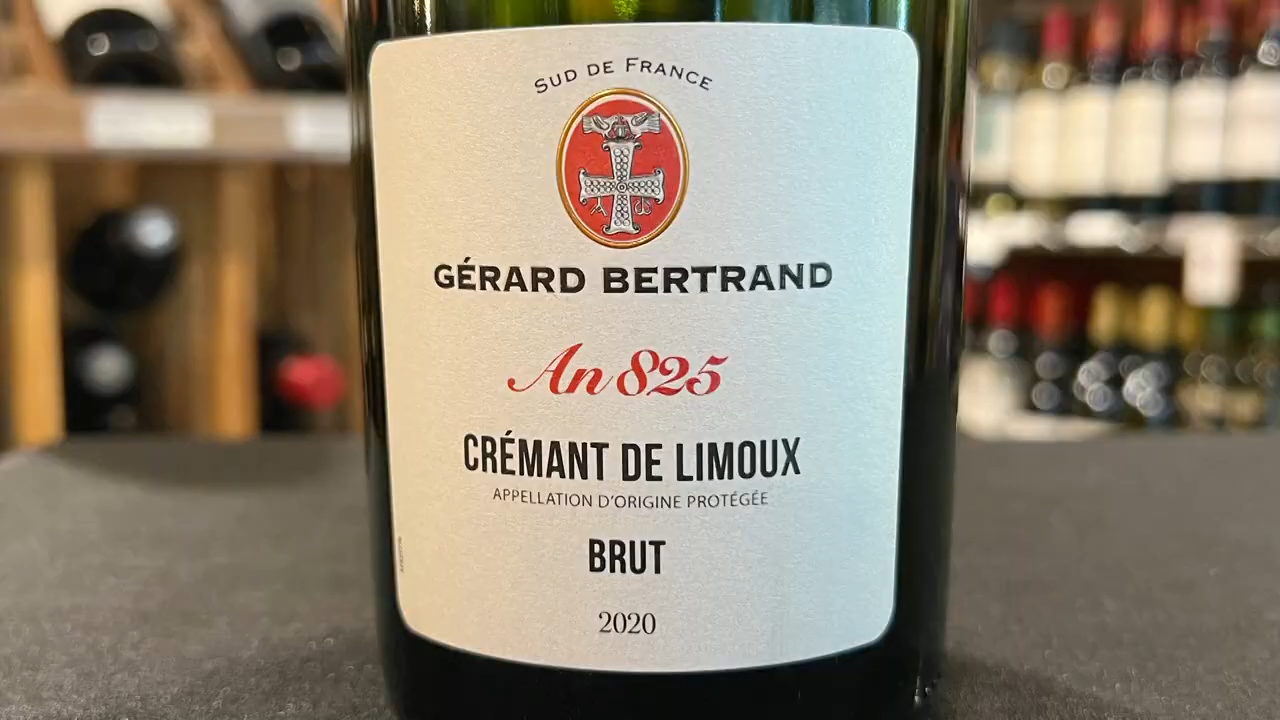 SUD DE FRANCE
GÉRARD BERTRAND
An 825
CRÉMANT DE LIMOUX
APPELLATION D'ORIGINE PROTÉGÉE
BRUT
2020